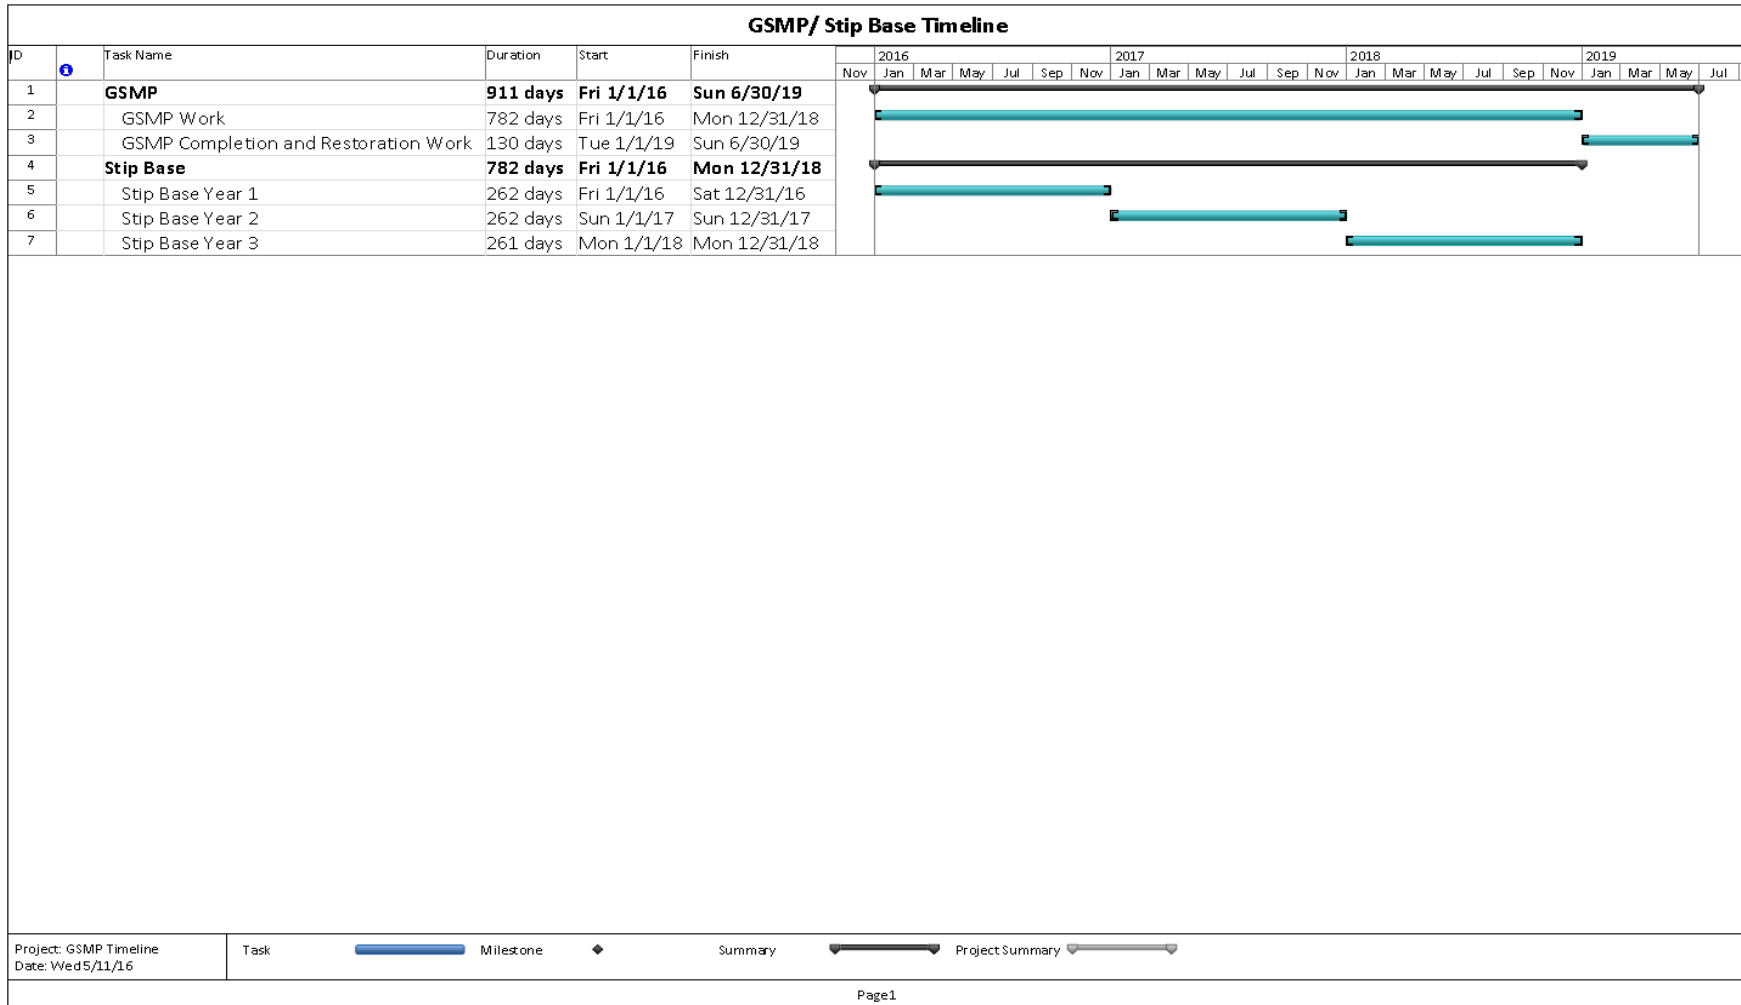 GSMP/ Stip Base Timeline
ID Task Name Duration Start Finish 2016 2017 2018 2019
Nov Jan Mar May Jul Sep Nov Jan Mar May Jul Sep Nov Jan Mar May Jul Sep Nov Jan Mar May Jul
1 GSMP 911 days Fri 1/1/16 Sun 6/30/19
2 GSMP Work 782 days Fri 1/1/16 Mon 12/31/18
3 GSMP Completion and Restoration Work 130 days Tue 1/1/19 Sun 6/30/19
4 Stip Base 782 days Fri 1/1/16 Mon 12/31/18
5 Stip Base Year 1 262 days Fri 1/1/16 Sat 12/31/16
6 Stip Base Year 2 262 days Sun 1/1/17 Sun 12/31/17
7 Stip Base Year 3 261 days Mon 1/1/18 Mon 12/31/18
Project: GSMP Timeline Task Milestone Summary Project Summary
Date: Wed 5/11/16
Page1